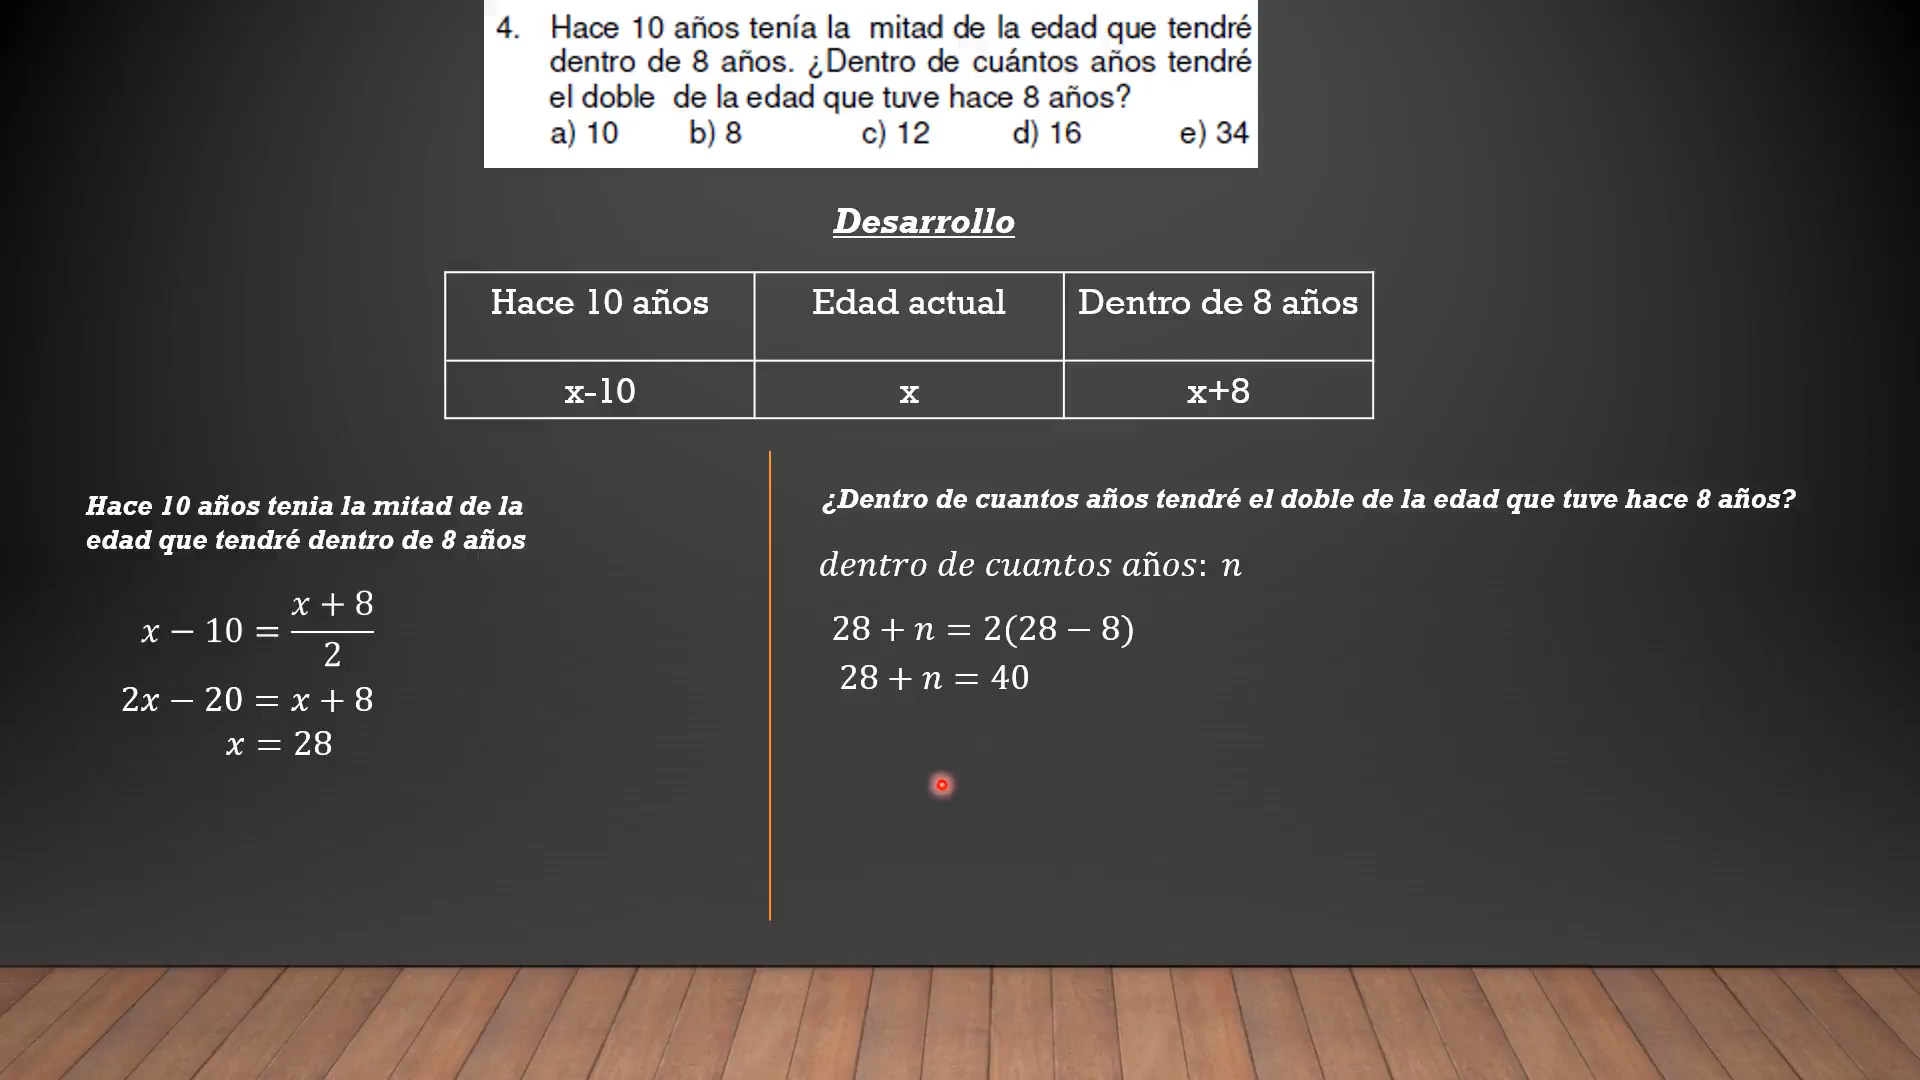 4. Hace 10 años tenía la mitad de la edad que tendré
dentro de 8 años. ¿Dentro de cuántos años tendré
el doble de la edad que tuve hace 8 años?
a) 10 b) 8 c) 12 d) 16 e) 34
Desarrollo
Hace 10 años Edad actual Dentro de 8 años
x-10 x x+8
Hace 10 años tenia la mitad de la
edad que tendré dentro de 8 años
x − 10 = (x + 8)/2
2x − 20 = x + 8
x = 28
¿Dentro de cuantos años tendré el doble de la edad que tuve hace 8 años?
dentro de cuantos años: n
28 + n = 2(28 − 8)
28 + n = 40